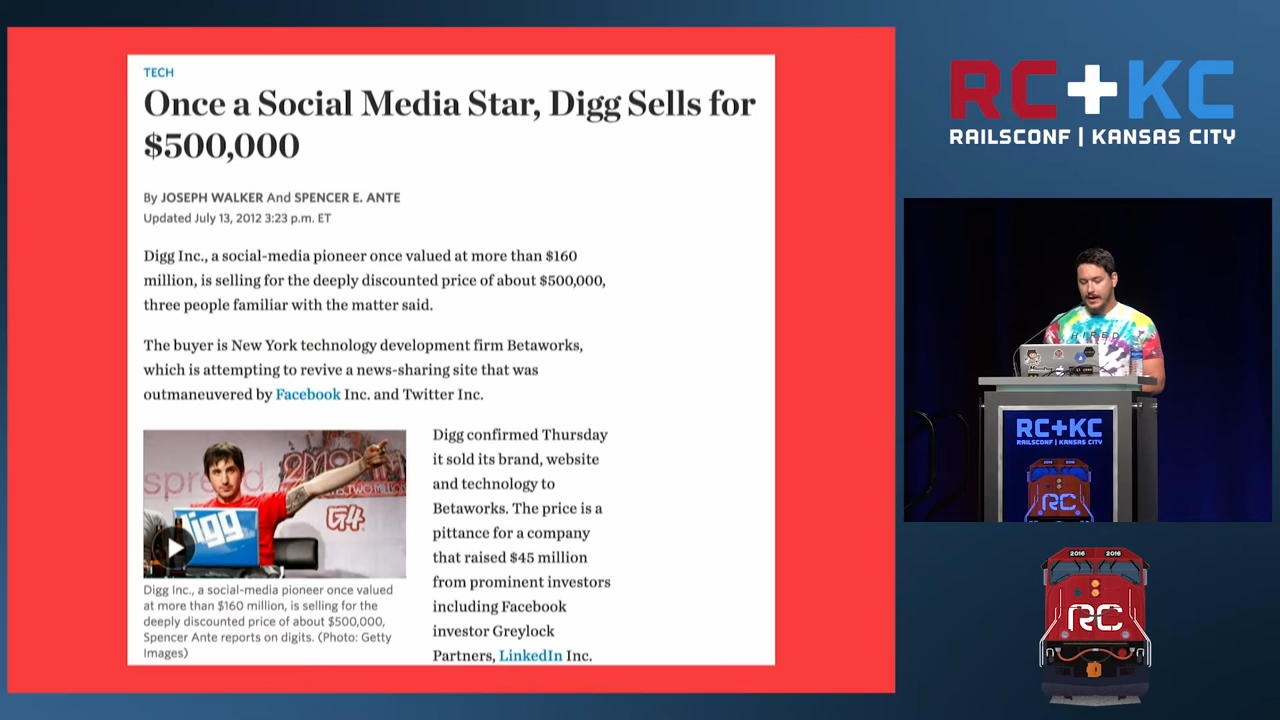 TECH
Once a Social Media Star, Digg Sells for
$500,000
By JOSEPH WALKER And SPENCER E. ANTE
Updated July 13, 2012 3:23 p.m. ET
Digg Inc., a social-media pioneer once valued at more than $160
million, is selling for the deeply discounted price of about $500,000,
three people familiar with the matter said.
The buyer is New York technology development firm Betaworks,
which is attempting to revive a news-sharing site that was
outmaneuvered by Facebook Inc. and Twitter Inc.
spread
G4
igg
Digg Inc., a social-media pioneer once valued
at more than $160 million, is selling for the
deeply discounted price of about $500,000,
Spencer Ante reports on digits. (Photo: Getty
Images)
Digg confirmed Thursday
it sold its brand, website
and technology to
Betaworks. The price is a
pittance for a company
that raised $45 million
from prominent investors
including Facebook
investor Greylock
Partners, LinkedIn Inc.
RC+KC
RAILSCONF | KANSAS CITY
HIRED
RC+KC
RAILSCONF | KANSAS CITY
RC
2016 2016
RC